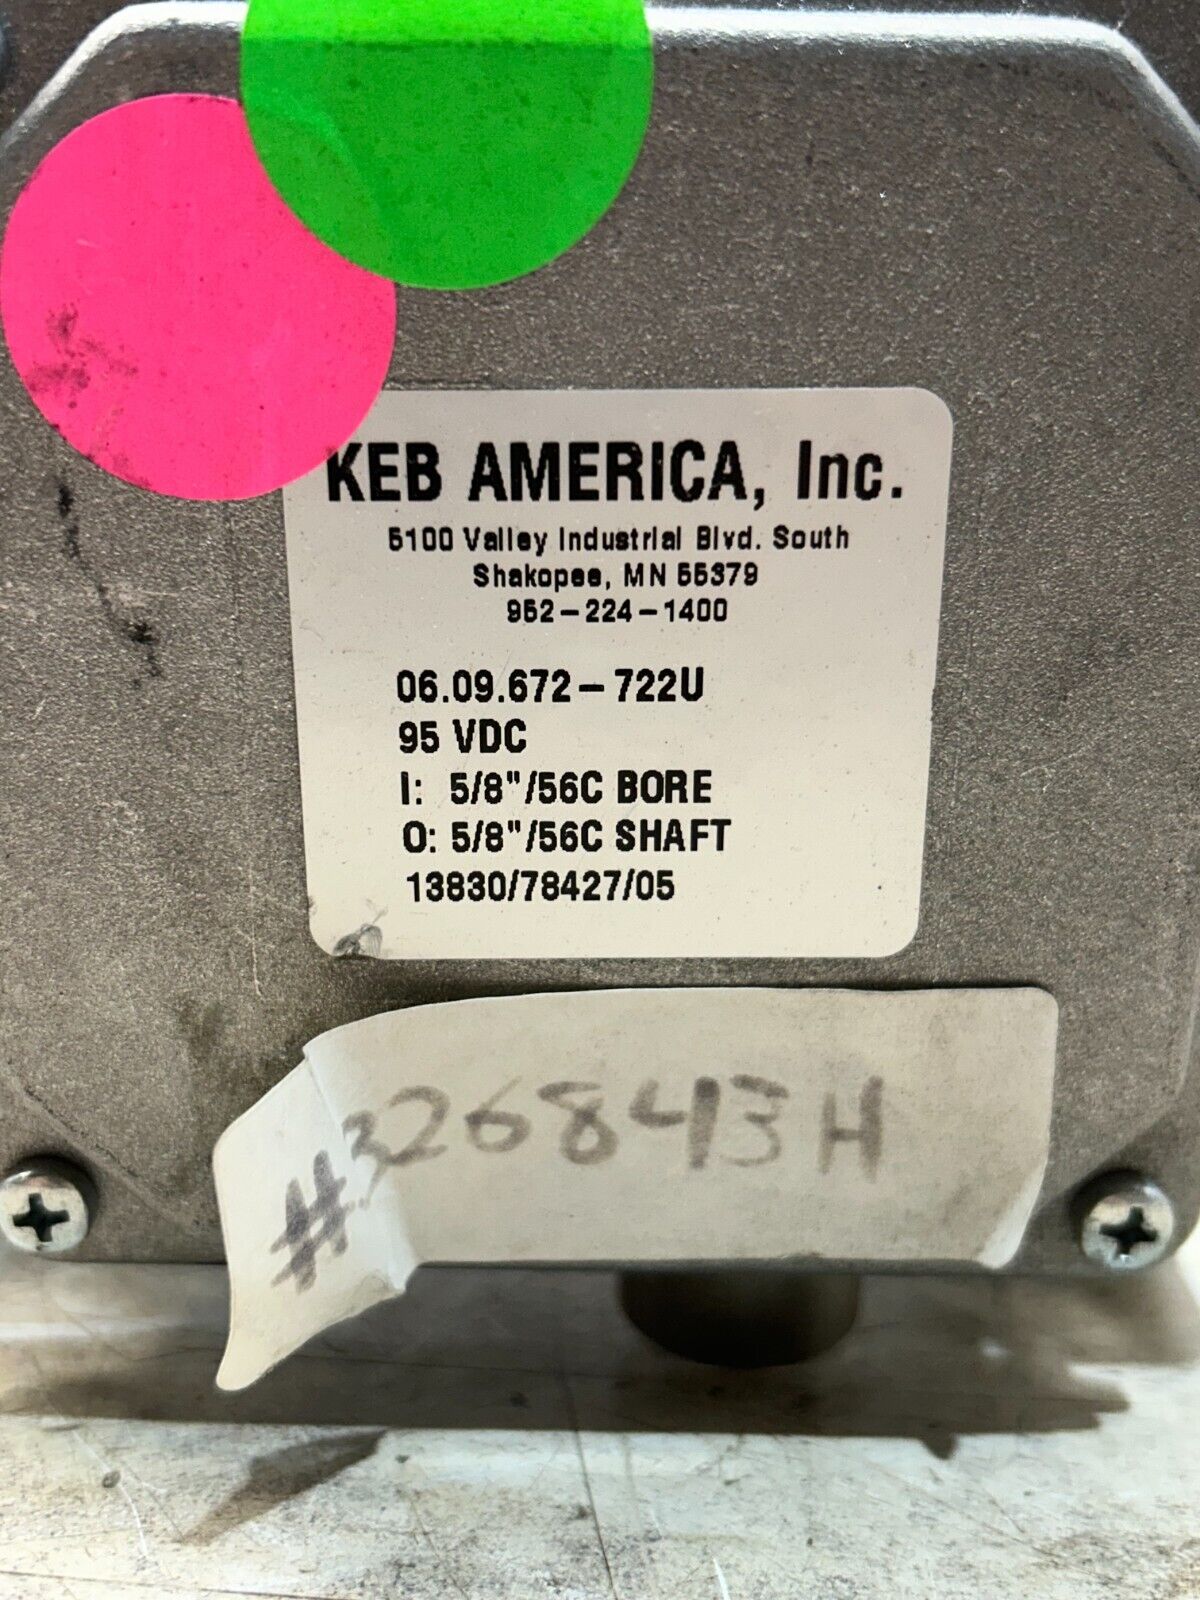 KEB AMERICA, Inc.
5100 Valley Industrial Blvd. South
Shakopee, MN 55379
952-224-1400
06.09.672-722U
95 VDC
I: 5/8"/56C BORE
O: 5/8"/56C SHAFT
13830/78427/05
#326843H